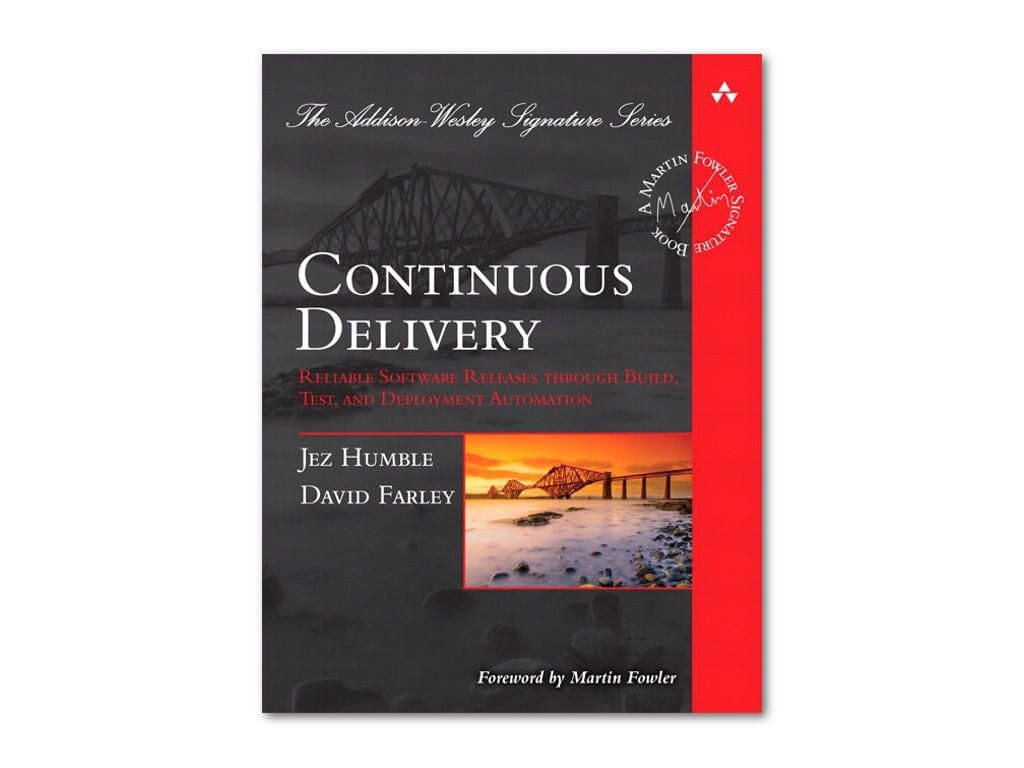 The Addison-Wesley Signature Series
A MARTIN FOWLER SIGNATURE BOOK
Martin
CONTINUOUS
DELIVERY
RELIABLE SOFTWARE RELEASES THROUGH BUILD,
TEST, AND DEPLOYMENT AUTOMATION
JEZ HUMBLE
DAVID FARLEY
Foreword by Martin Fowler